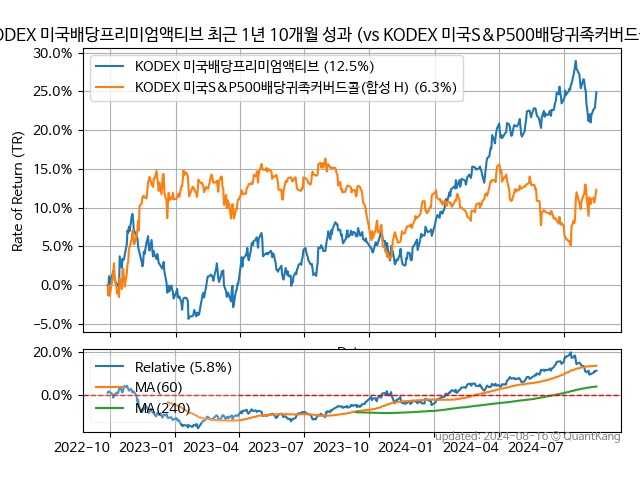 ODEX 미국배당프리미엄액티브 최근 1년 10개월 성과 (vs KODEX 미국S&P500배당귀족커버드
30.0%
25.0%
20.0%
15.0%
10.0%
5.0%
0.0%
−5.0%
Rate of Return (TR)
KODEX 미국배당프리미엄액티브 (12.5%)
KODEX 미국S&P500배당귀족커버드콜(합성 H) (6.3%)
20.0%
0.0%
Relative (5.8%)
MA(60)
MA(240)
2022-10 2023-01 2023-04 2023-07 2023-10 2024-01 2024-04 2024-07
updated: 2024-08-16 © QuantKang